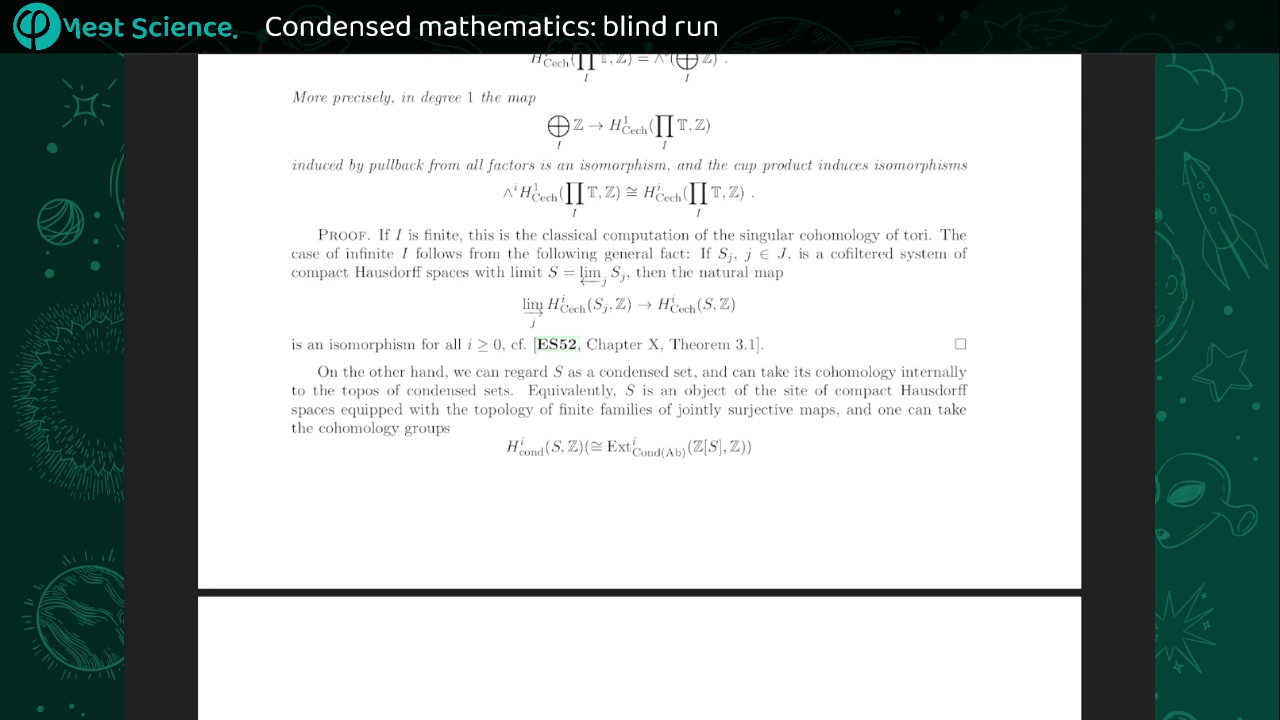 Meet Science.
Condensed mathematics: blind run
H^i_Cech(∏_I 𝕋, ℤ) = ∧^i(⊕_I ℤ) .
More precisely, in degree 1 the map
⊕_I ℤ → H^1_Cech(∏_I 𝕋, ℤ)
induced by pullback from all factors is an isomorphism, and the cup product induces isomorphisms
∧^i H^1_Cech(∏_I 𝕋, ℤ) ≅ H^i_Cech(∏_I 𝕋, ℤ) .
PROOF. If I is finite, this is the classical computation of the singular cohomology of tori. The
case of infinite I follows from the following general fact: If S_j, j ∈ J, is a cofiltered system of
compact Hausdorff spaces with limit S = lim←_j S_j, then the natural map
lim→_j H^i_Cech(S_j, ℤ) → H^i_Cech(S, ℤ)
is an isomorphism for all i ≥ 0, cf. [ES52, Chapter X, Theorem 3.1]. □
On the other hand, we can regard S as a condensed set, and can take its cohomology internally
to the topos of condensed sets. Equivalently, S is an object of the site of compact Hausdorff
spaces equipped with the topology of finite families of jointly surjective maps, and one can take
the cohomology groups
H^i_cond(S, ℤ)(≅ Ext^i_Cond(Ab)(ℤ[S], ℤ))